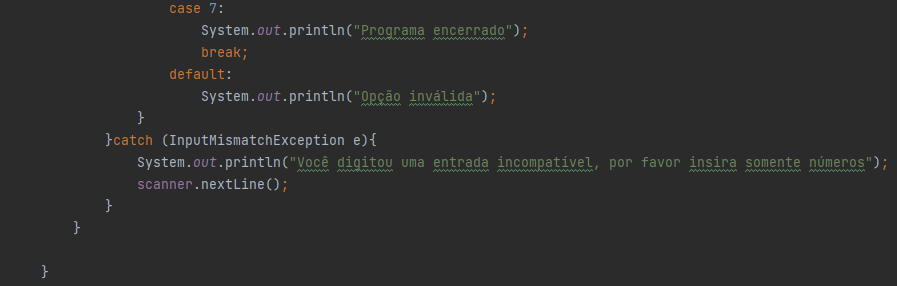 case 7:
System.out.println("Programa encerrado");
break;
default:
System.out.println("Opção inválida");
}
}catch (InputMismatchException e){
System.out.println("Você digitou uma entrada incompatível, por favor insira somente números");
scanner.nextLine();
}
}
}